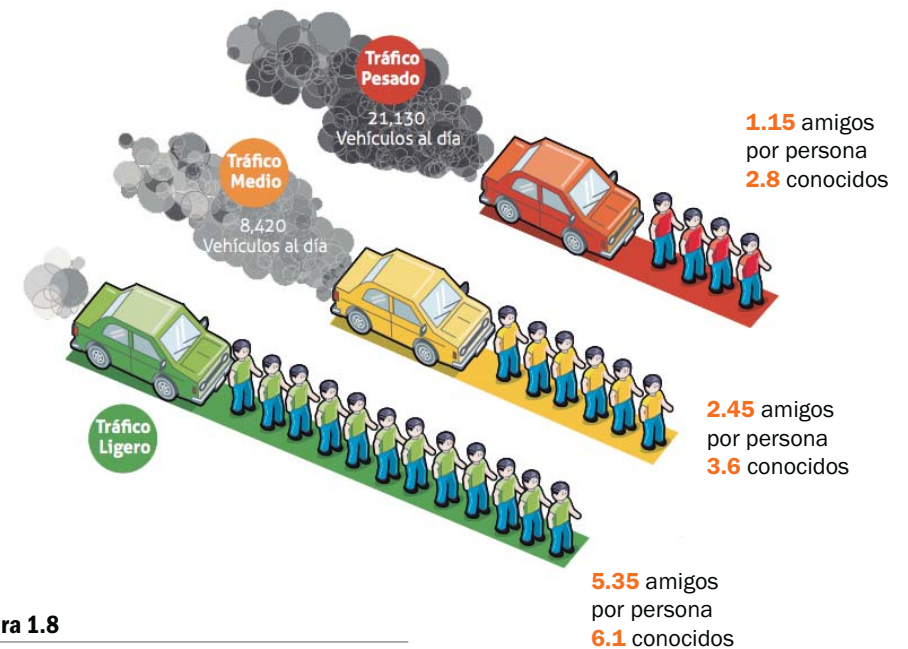 Tráfico
Pesado
21,130
Vehículos al día
1.15 amigos
por persona
2.8 conocidos
Tráfico
Medio
8,420
Vehículos al día
2.45 amigos
por persona
3.6 conocidos
Tráfico
Ligero
5.35 amigos
por persona
6.1 conocidos
ra 1.8